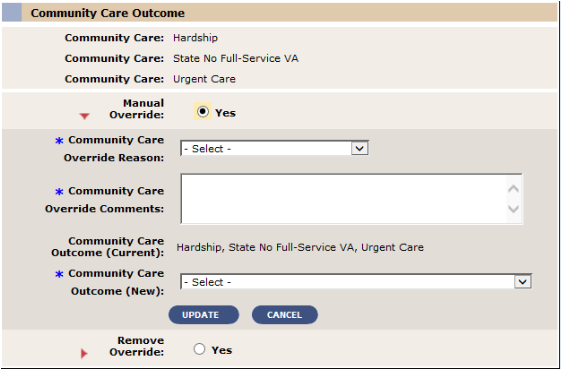 Community Care Outcome
Community Care: Hardship
Community Care: State No Full-Service VA
Community Care: Urgent Care
Manual
Override: Yes
* Community Care
Override Reason: - Select -
* Community Care
Override Comments:
Community Care
Outcome (Current): Hardship, State No Full-Service VA, Urgent Care
* Community Care
Outcome (New): - Select -
UPDATE CANCEL
Remove
Override: Yes